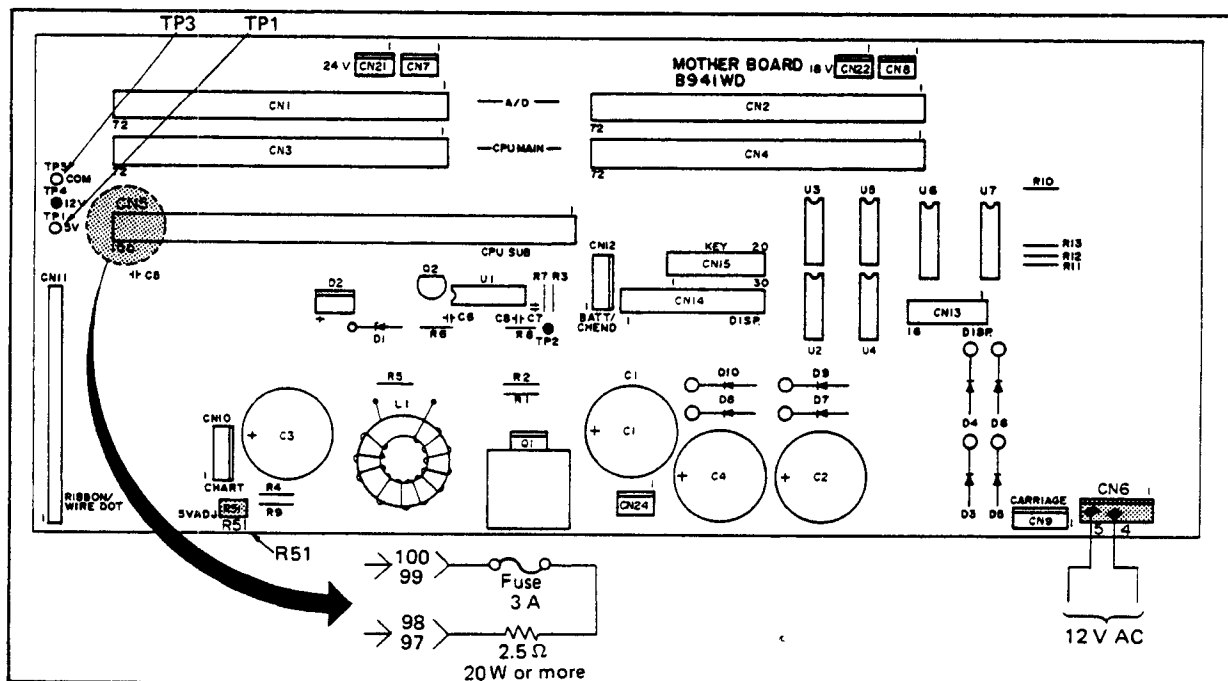 TP3 TP1
24 V CN21 CN7
MOTHER BOARD
B941WD
18 V CN22 CN8
CN1
72
A/D
CN2
72
CN3
72
CPU MAIN
CN4
72
TP3
COM
TP4
12V
TP1
5V
CN5
100
C8
CPU SUB
U3 U5 U6 U7
R10
R13
R12
R11
CN11
CN12
KEY 20
CN15
1 30
CN14
1 DISP.
1
BATT/
CHEND
D2
+
Q2
U1
R7 R3
C6
C8 C7
D1
R6
R8
TP2
U2 U4
CN13
16
DISP.
R5
L1
R2
R1
C1
D10 D9
D8 D7
D4 D6
CN10
1
CHART
+ C3
Q1
+ C1
+ C4
+ C2
R4
R9
5VADJ R51
R51
R51
CN24
D3 D5
CARRIAGE
CN9
CN6
5 4
RIBBON/
WIRE DOT
1
100
99
Fuse
3 A
98
97
2.5 Ω
20W or more
12 V AC